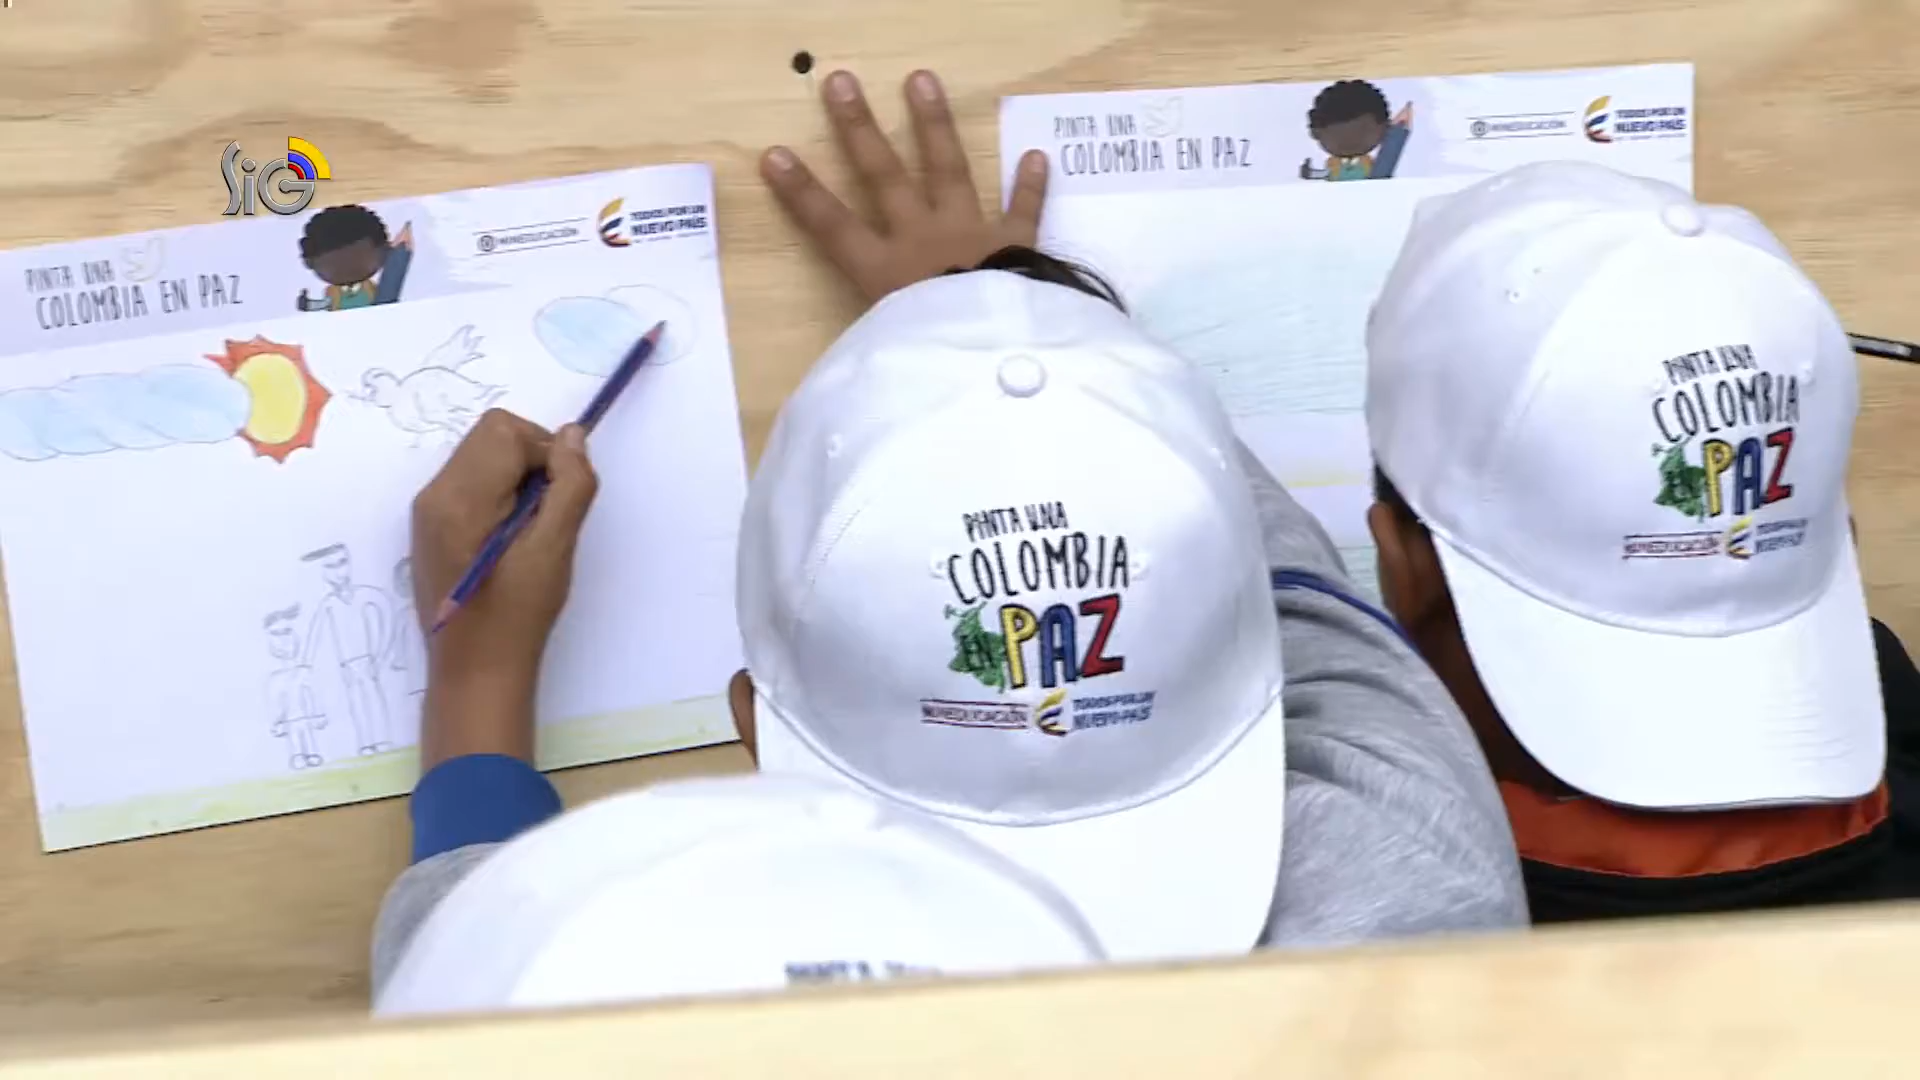 SiG
PINTA UNA
COLOMBIA EN PAZ
MINEDUCACIÓN
TODOS POR UN
NUEVO PAÍS
PINTA UNA
COLOMBIA EN PAZ
MINEDUCACIÓN
TODOS POR UN
NUEVO PAÍS
PINTA UNA
COLOMBIA
EN PAZ
MINEDUCACIÓN
TODOS POR UN
NUEVO PAÍS
PINTA UNA
COLOMBIA
EN PAZ
MINEDUCACIÓN
TODOS POR UN
NUEVO PAÍS